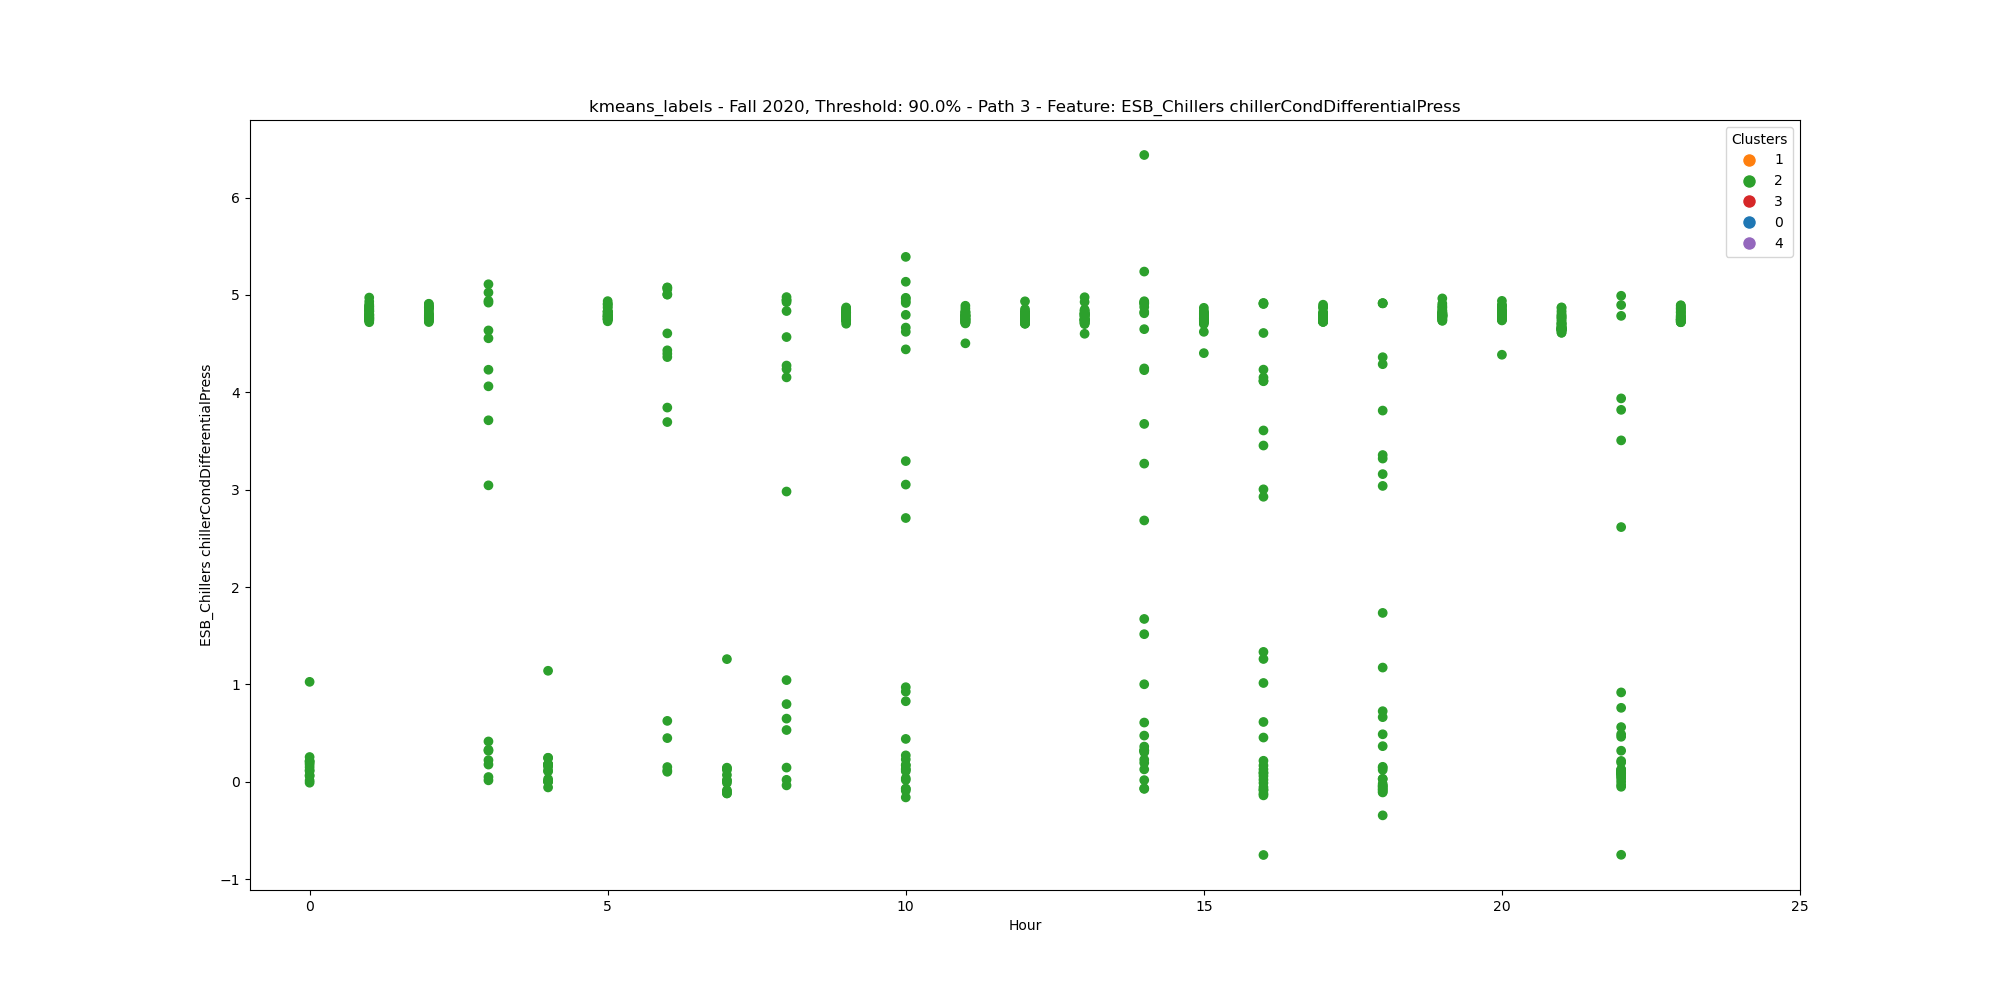 kmeans_labels - Fall 2020, Threshold: 90.0% - Path 3 - Feature: ESB_Chillers chillerCondDifferentialPress
Clusters
1
2
3
0
4
ESB_Chillers chillerCondDifferentialPress
6
5
4
3
2
1
0
−1
0 5 10 15 20 25
Hour